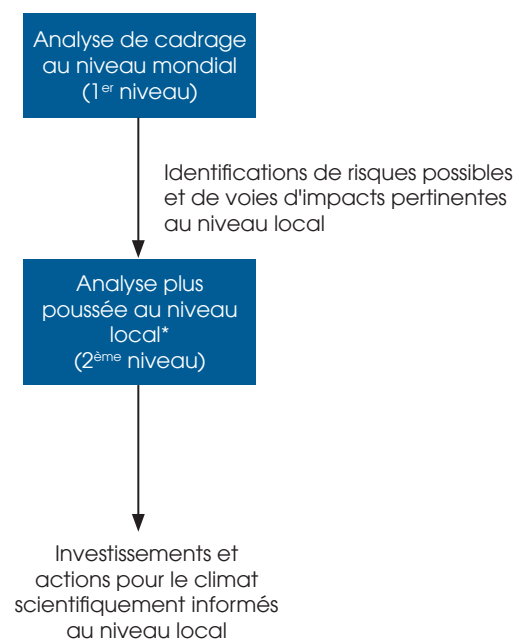 Analyse de cadrage
au niveau mondial
(1er niveau)
Identifications de risques possibles
et de voies d'impacts pertinentes
au niveau local
Analyse plus
poussée au niveau
local*
(2ème niveau)
Investissements et
actions pour le climat
scientifiquement informés
au niveau local